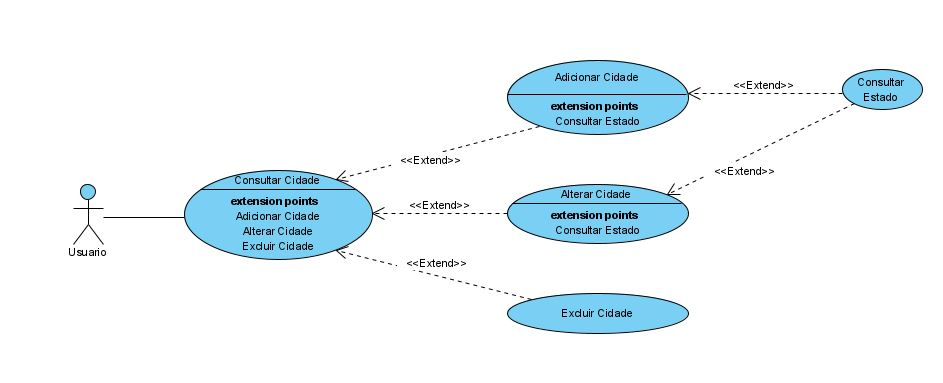 Adicionar Cidade
extension points
Consultar Estado
<<Extend>>
Consultar
Estado
<<Extend>>
<<Extend>>
Consultar Cidade
extension points
Adicionar Cidade
Alterar Cidade
Excluir Cidade
Usuario
<<Extend>>
Alterar Cidade
extension points
Consultar Estado
<<Extend>>
Excluir Cidade